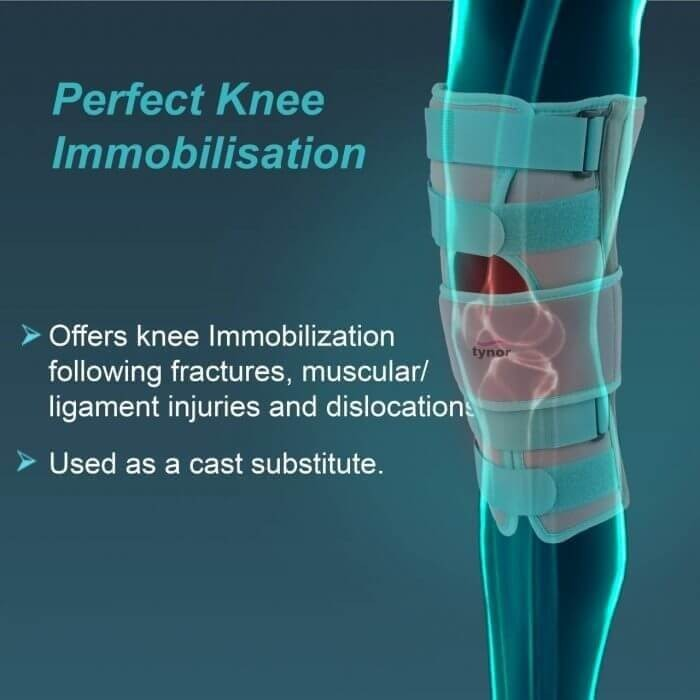 Perfect Knee
Immobilisation
Offers knee Immobilization
following fractures, muscular/
ligament injuries and dislocations
tynor
Used as a cast substitute.